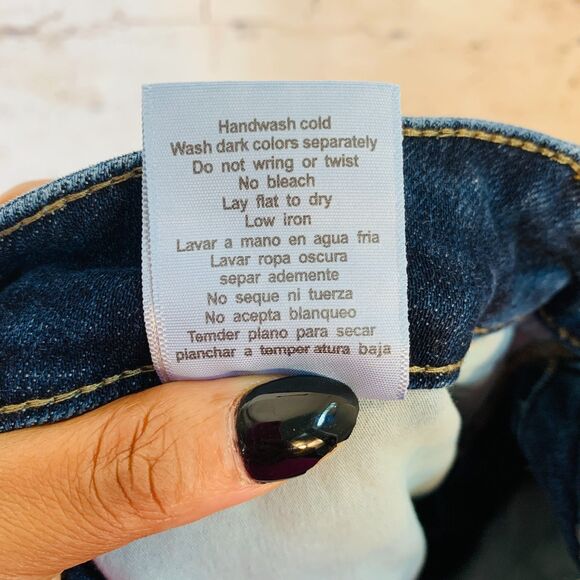 Handwash cold
Wash dark colors separately
Do not wring or twist
No bleach
Lay flat to dry
Low iron
Lavar a mano en agua fria
Lavar ropa oscura
separ ademente
No seque ni tuerza
No acepta blanqueo
Temder plano para secar
planchar a temper atura baja